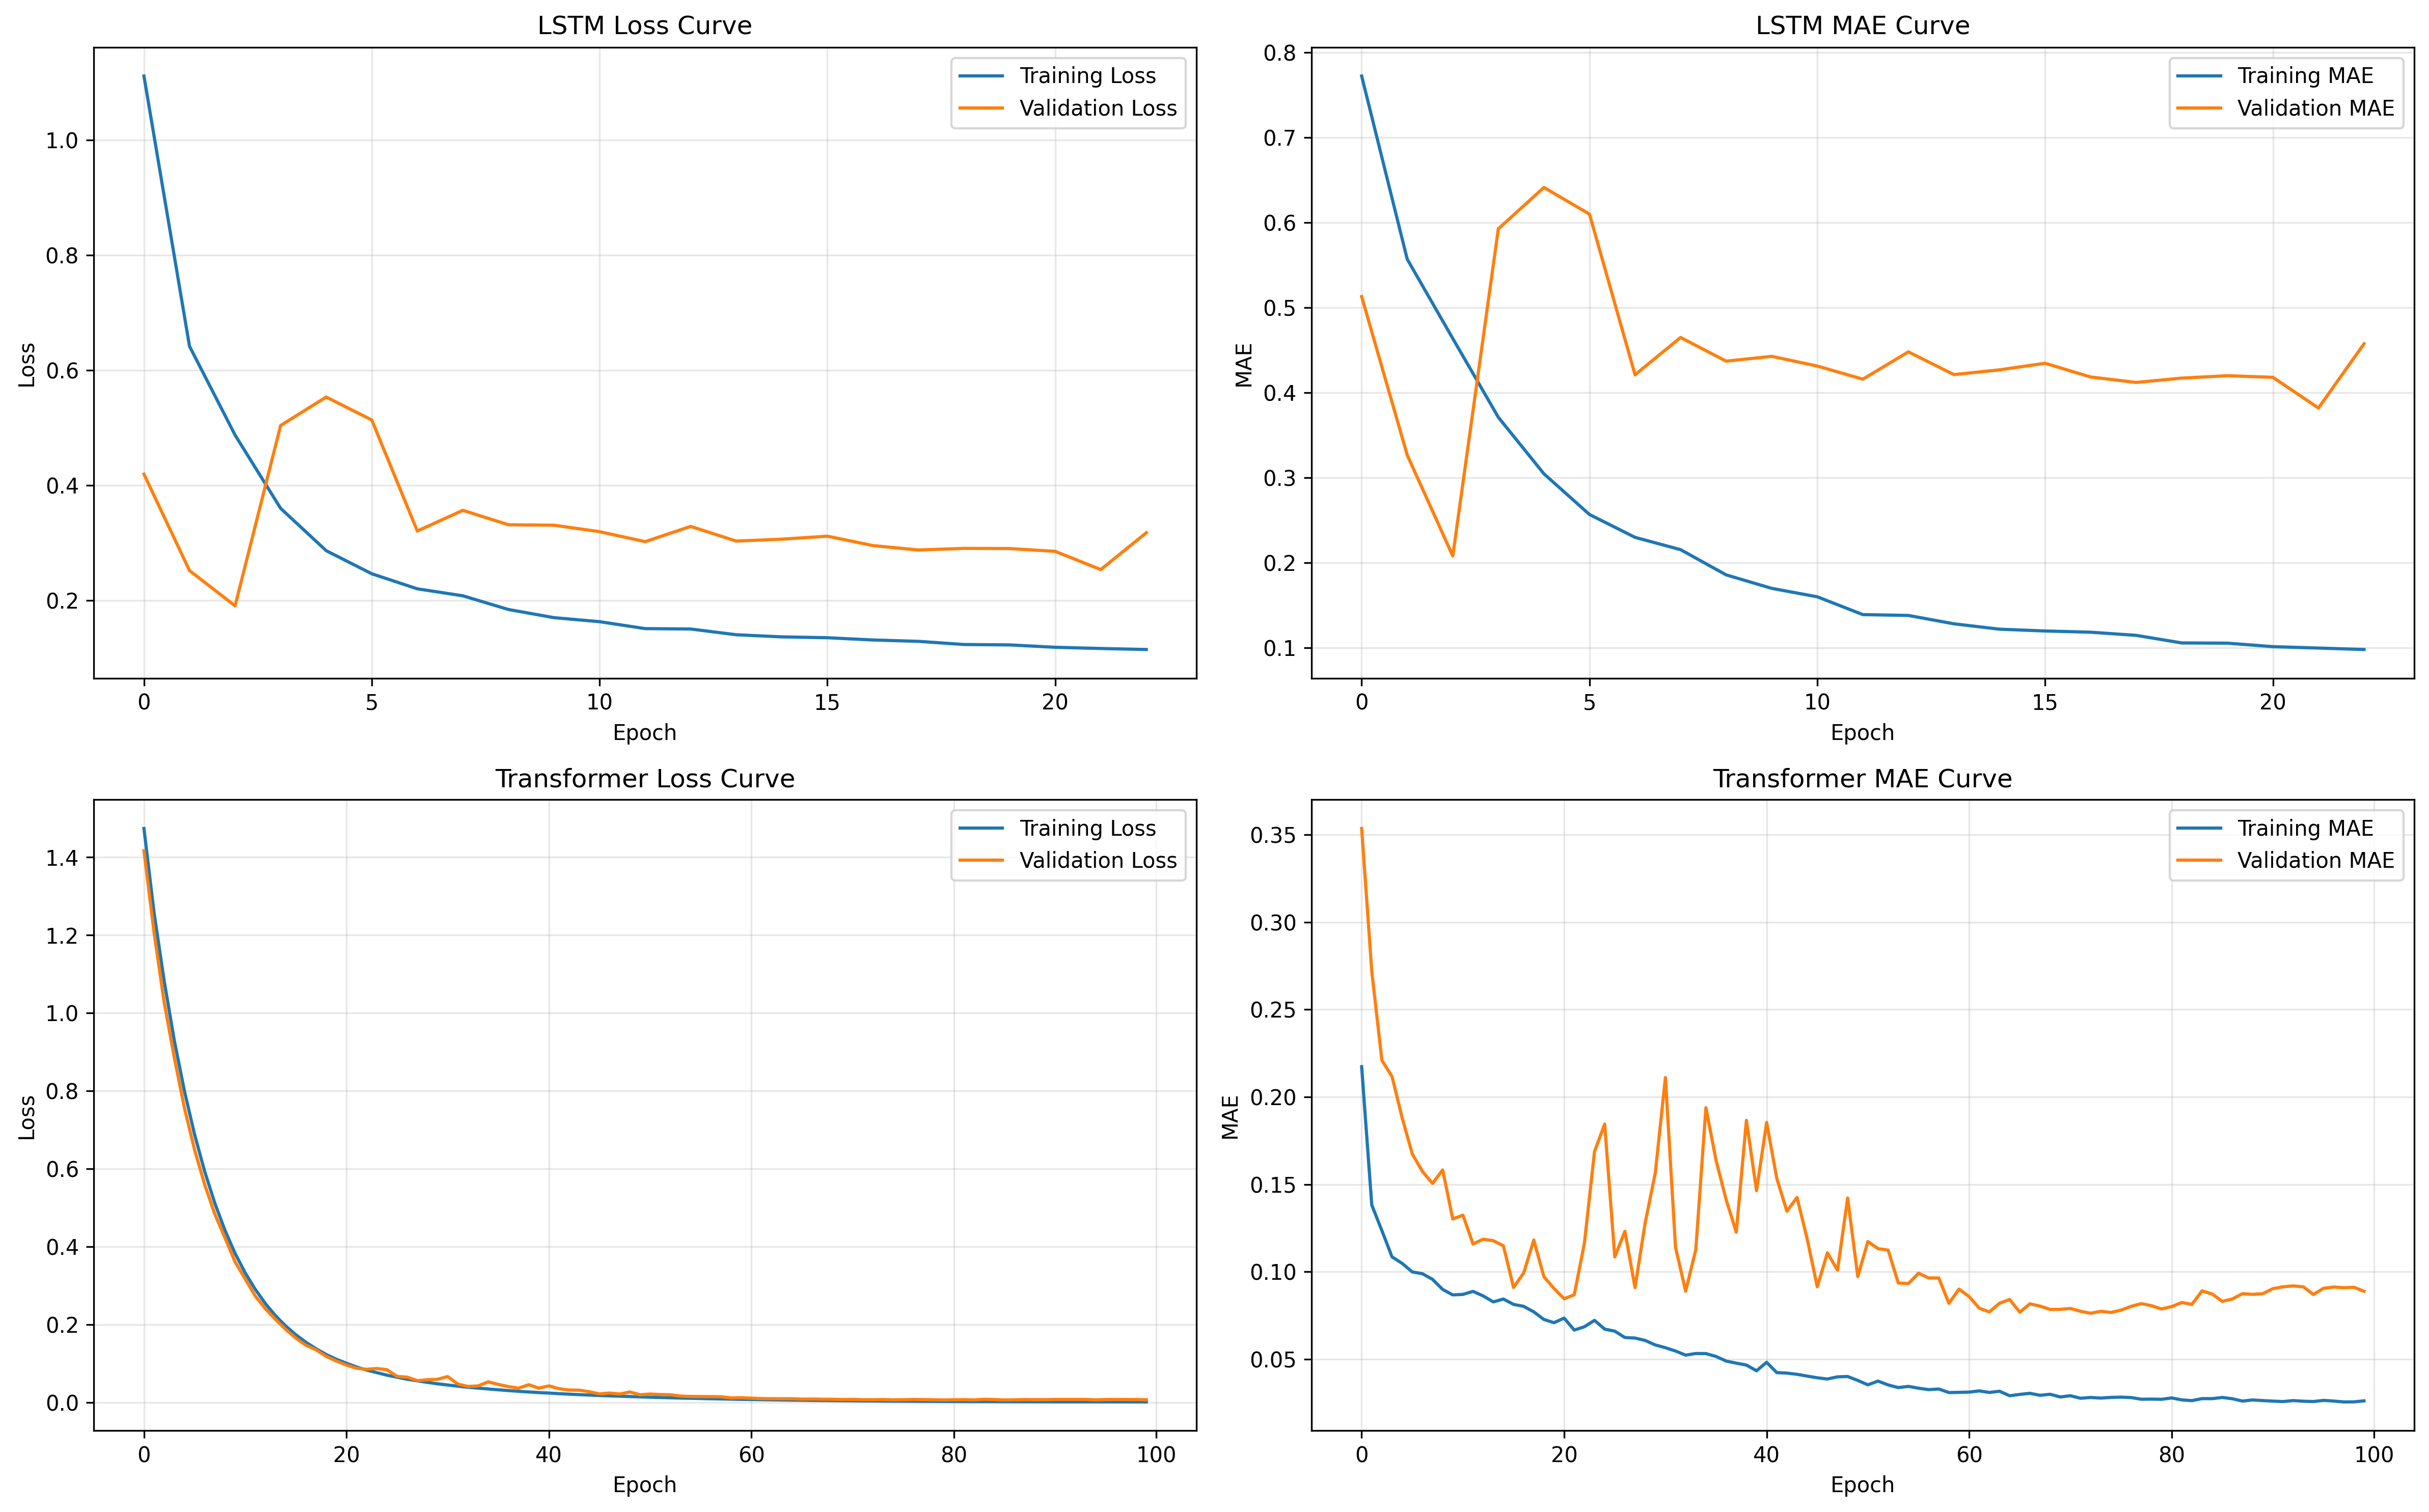 LSTM Loss Curve
Training Loss
Validation Loss
1.0
0.8
0.6
0.4
0.2
Loss
0
5
10
15
20
Epoch
LSTM MAE Curve
Training MAE
Validation MAE
0.8
0.7
0.6
0.5
0.4
0.3
0.2
0.1
MAE
0
5
10
15
20
Epoch
Transformer Loss Curve
Training Loss
Validation Loss
1.4
1.2
1.0
0.8
0.6
0.4
0.2
0.0
Loss
0
20
40
60
80
100
Epoch
Transformer MAE Curve
Training MAE
Validation MAE
0.35
0.30
0.25
0.20
0.15
0.10
0.05
MAE
0
20
40
60
80
100
Epoch